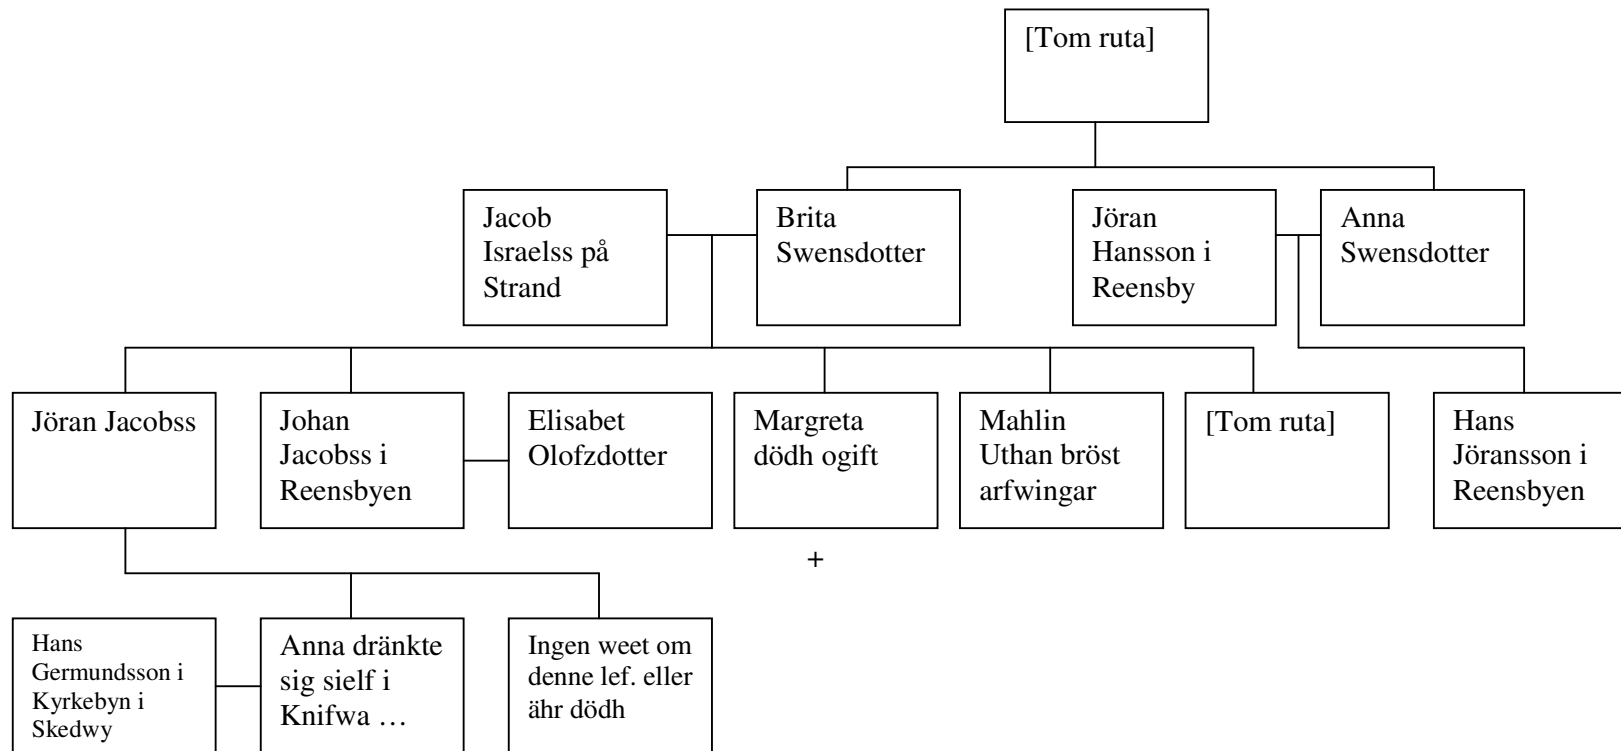 [Tom ruta]
Jacob
Israelss på
Strand
Brita
Swensdotter
Jöran
Hansson i
Reensby
Anna
Swensdotter
Jöran Jacobss
Johan
Jacobss i
Reensbyen
Elisabet
Olofzdotter
Margreta
dödh ogift
Mahlin
Uthan bröst
arfwingar
[Tom ruta]
Hans
Jöransson i
Reensbyen
+
Hans
Germundsson i
Kyrkebyn i
Skedwy
Anna dränkte
sig sielf i
Knifwa …
Ingen weet om
denne lef. eller
ähr dödh